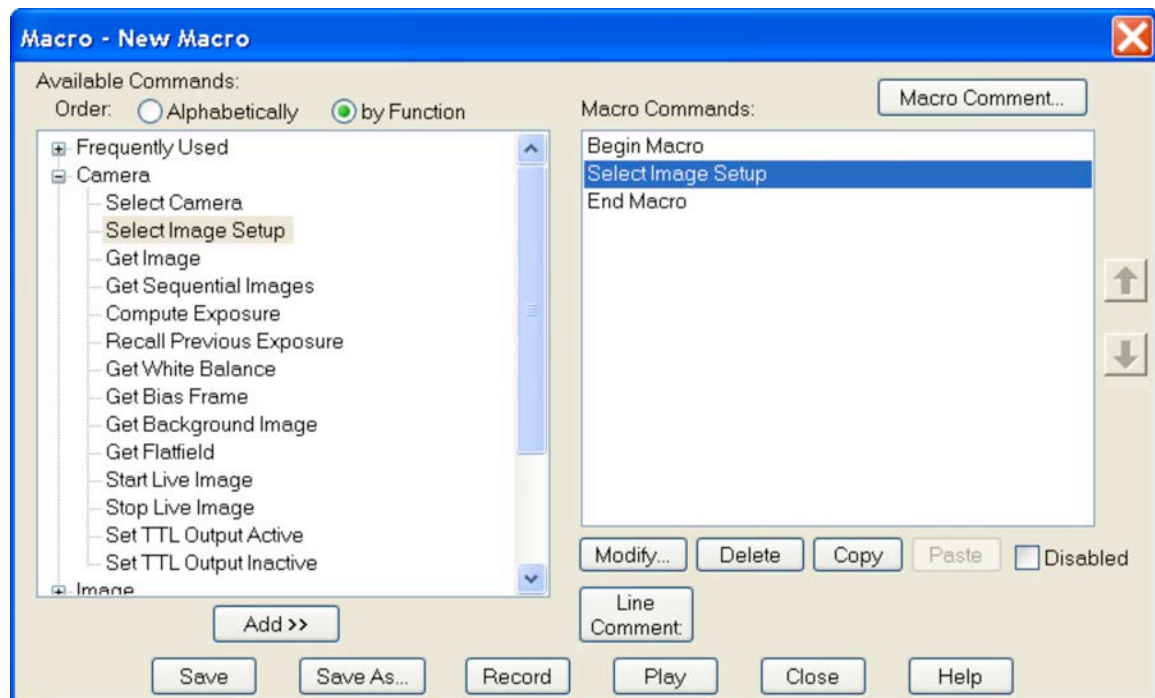 Macro - New Macro
Available Commands:
Order: Alphabetically by Function
Frequently Used
Camera
Select Camera
Select Image Setup
Get Image
Get Sequential Images
Compute Exposure
Recall Previous Exposure
Get White Balance
Get Bias Frame
Get Background Image
Get Flatfield
Start Live Image
Stop Live Image
Set TTL Output Active
Set TTL Output Inactive
Image
Add >>
Macro Commands:
Macro Comment...
Begin Macro
Select Image Setup
End Macro
Modify... Delete Copy Paste Disabled
Line
Comment:
Save Save As... Record Play Close Help